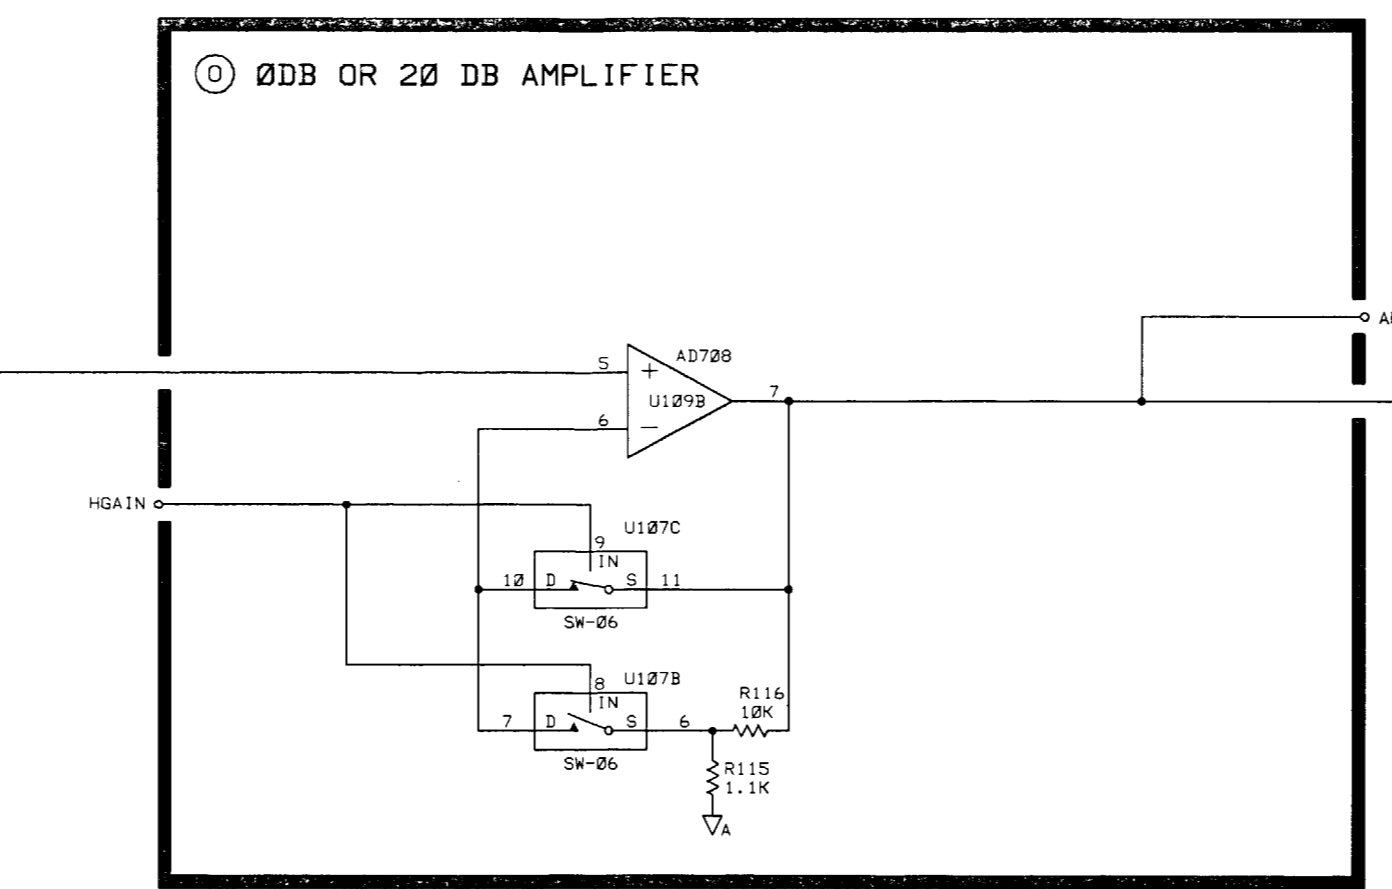 O ØDB OR 2Ø DB AMPLIFIER
AD7Ø8
5
+
U1Ø9B
7
6
−
HGAIN
U1Ø7C
9
IN
1Ø D S 11
SW-Ø6
U1Ø7B
8
IN
7 D S 6
SW-Ø6
R116
1ØK
R115
1.1K
A